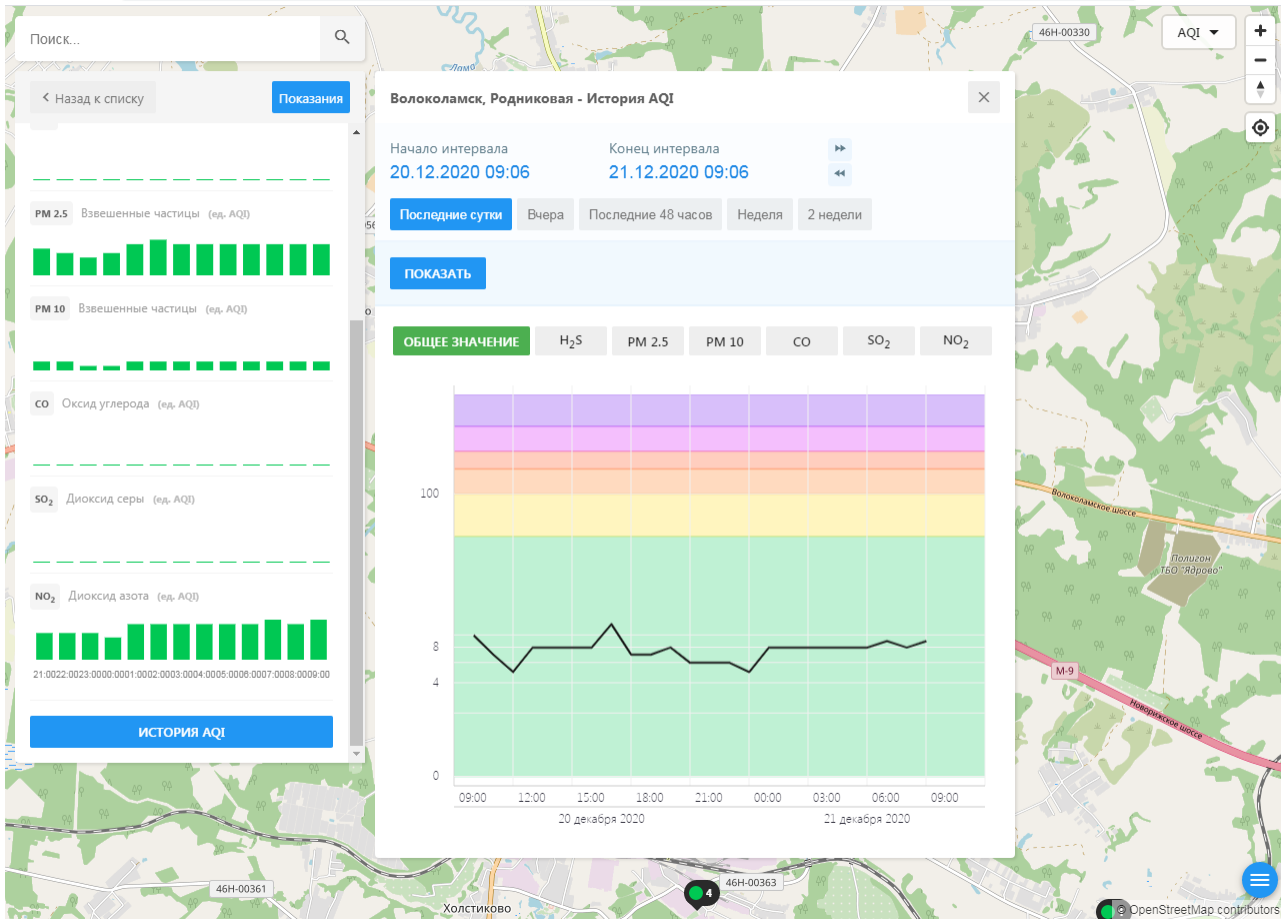 Поиск...
Назад к списку
Показания
PM 2.5 Взвешенные частицы (ед. AQI)
PM 10 Взвешенные частицы (ед. AQI)
CO Оксид углерода (ед. AQI)
SO2 Диоксид серы (ед. AQI)
NO2 Диоксид азота (ед. AQI)
21:0022:0023:0000:0001:0002:0003:0004:0005:0006:0007:0008:0009:00
ИСТОРИЯ AQI
Волоколамск, Родниковая - История AQI
Начало интервала
20.12.2020 09:06
Конец интервала
21.12.2020 09:06
Последние сутки Вчера Последние 48 часов Неделя 2 недели
ПОКАЗАТЬ
ОБЩЕЕ ЗНАЧЕНИЕ H2S PM 2.5 PM 10 CO SO2 NO2
100
8
4
0
09:00 12:00 15:00 18:00 21:00 00:00 03:00 06:00 09:00
20 декабря 2020 21 декабря 2020
Лама
46Н-00330
AQI
Волоколамское шоссе
Полигон
ТБО "Ядрово"
М-9
Новорижское шоссе
46Н-00361
46Н-00363
4
Холстиково
© OpenStreetMap contributors